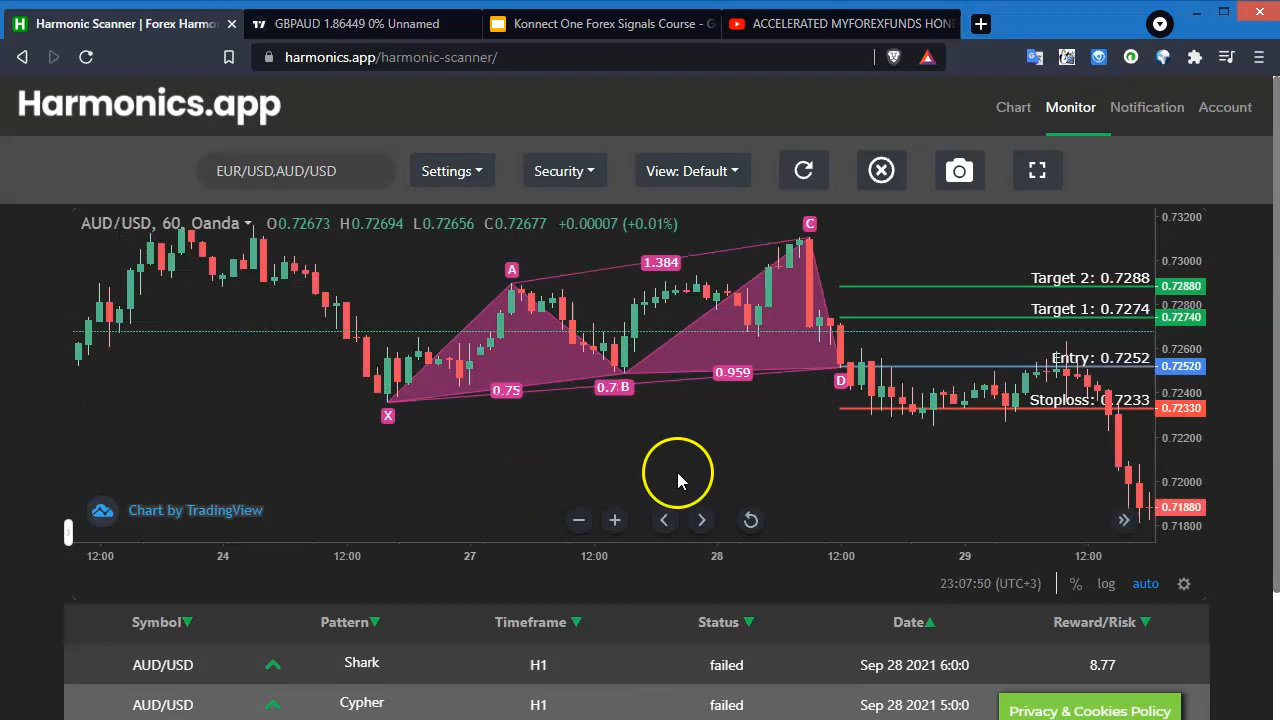 Harmonic Scanner | Forex Harmo
GBPAUD 1.86449 0% Unnamed
Konnect One Forex Signals Course - G
ACCELERATED MYFOREXFUNDS HON
harmonics.app/harmonic-scanner/
Harmonics.app
Chart
Monitor
Notification
Account
EUR/USD,AUD/USD
Settings
Security
View: Default
AUD/USD, 60, Oanda
O0.72673 H0.72694 L0.72656 C0.72677 +0.00007 (+0.01%)
0.73200
C
1.384
0.73000
A
Target 2: 0.7288
0.72880
0.72800
Target 1: 0.7274
0.72740
0.72600
Entry: 0.7252
0.72520
0.959
D
0.75
B
0.72400
Stoploss: 0.7233
0.72330
X
0.72200
0.72000
0.71880
0.71800
Chart by TradingView
12:00 24 12:00 27 12:00 28 12:00 29 12:00
23:07:50 (UTC+3) % log auto
Symbol Pattern Timeframe Status Date Reward/Risk
AUD/USD Shark H1 failed Sep 28 2021 6:0:0 8.77
AUD/USD Cypher H1 failed Sep 28 2021 5:0:0
Privacy & Cookies Policy